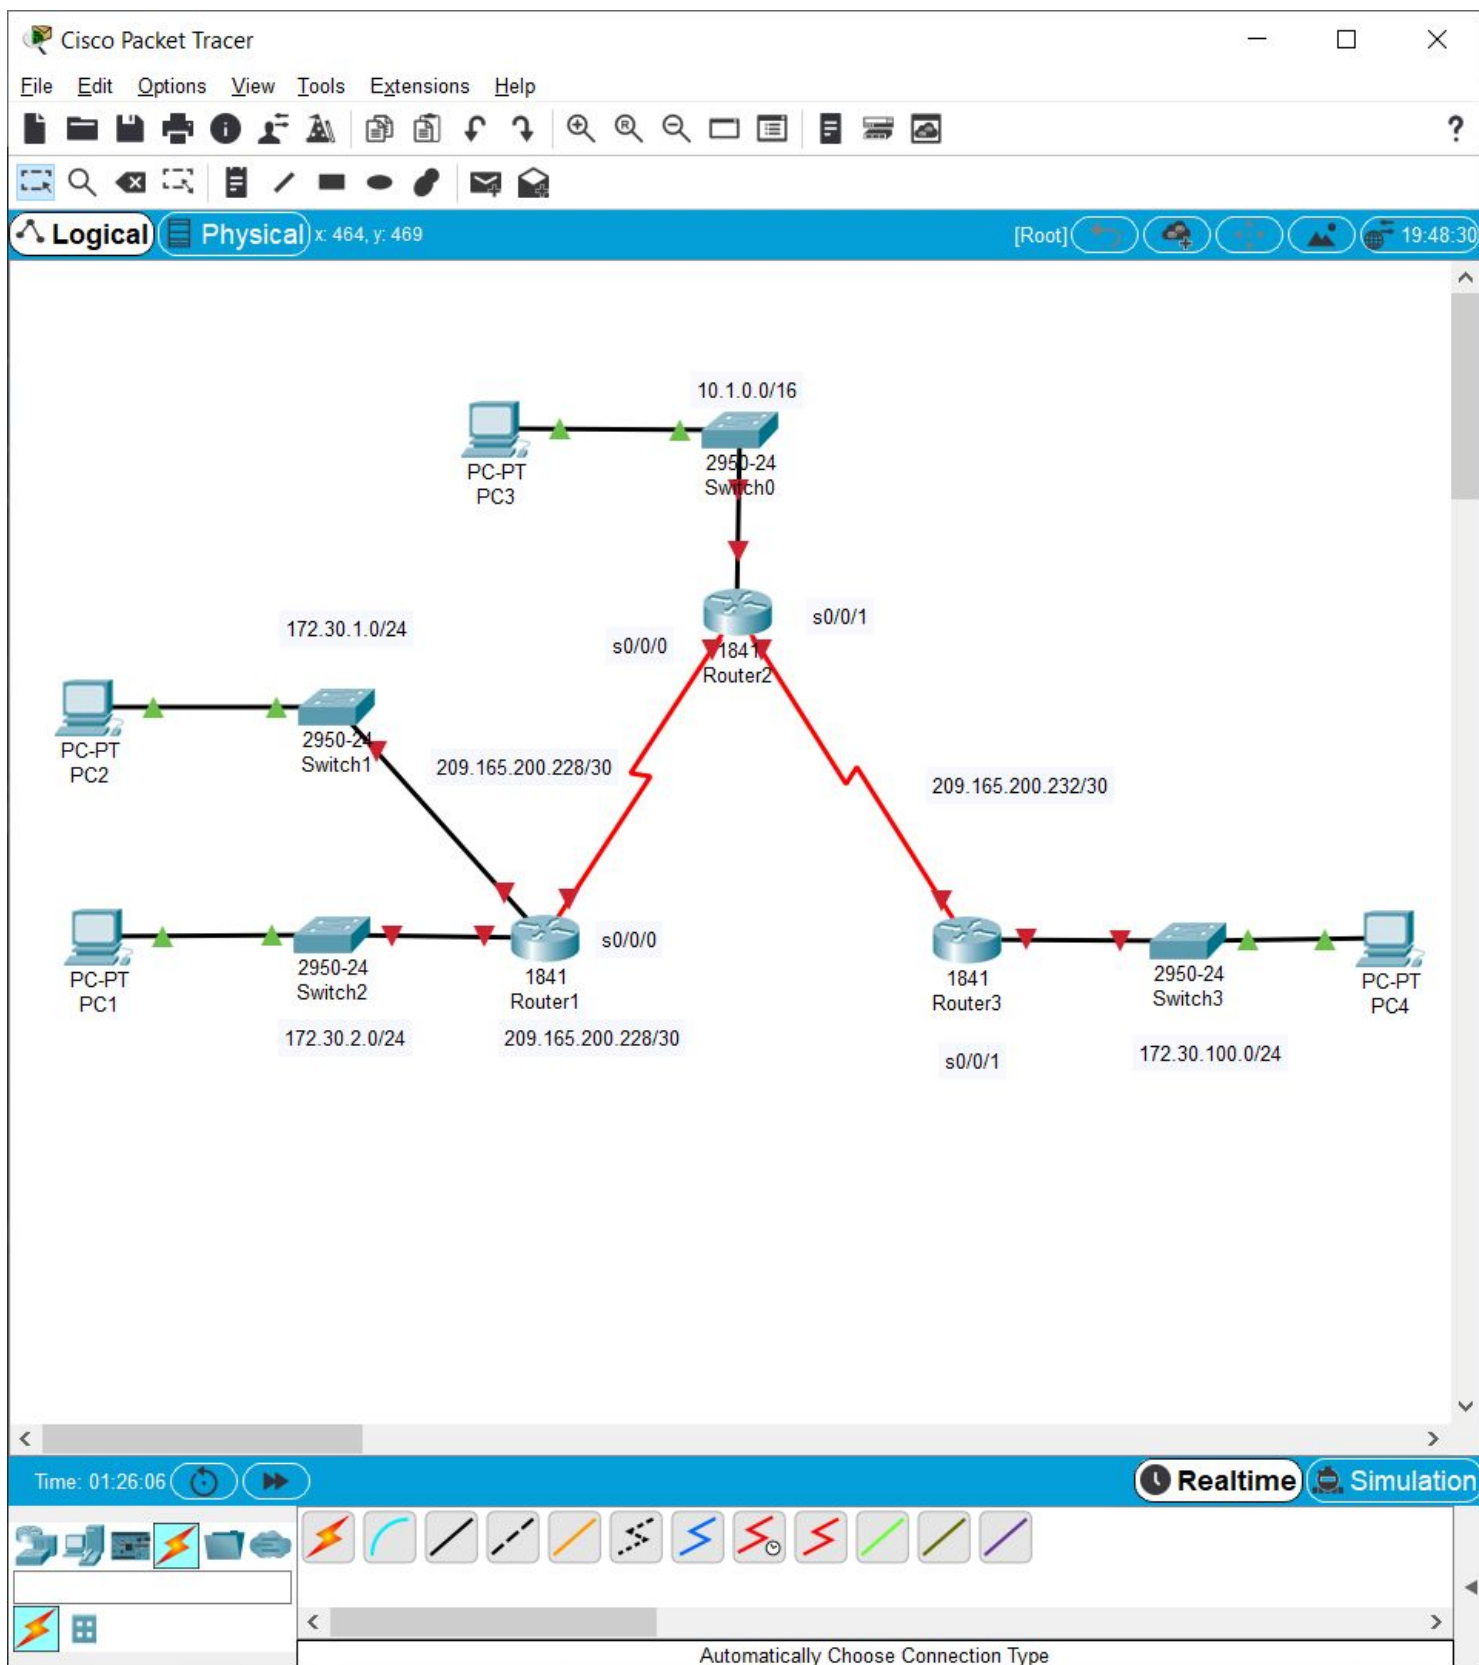 Cisco Packet Tracer
File Edit Options View Tools Extensions Help
R
?
Logical Physical x: 464, y: 469 [Root] 19:48:30
10.1.0.0/16
PC-PT
PC3
2950-24
Switch0
s0/0/1
172.30.1.0/24
s0/0/0
1841
Router2
PC-PT
PC2
2950-24
Switch1
209.165.200.228/30
209.165.200.232/30
s0/0/0
PC-PT
PC1
2950-24
Switch2
1841
Router1
1841
Router3
2950-24
Switch3
PC-PT
PC4
172.30.2.0/24
209.165.200.228/30
s0/0/1
172.30.100.0/24
Time: 01:26:06 Realtime Simulation
Automatically Choose Connection Type